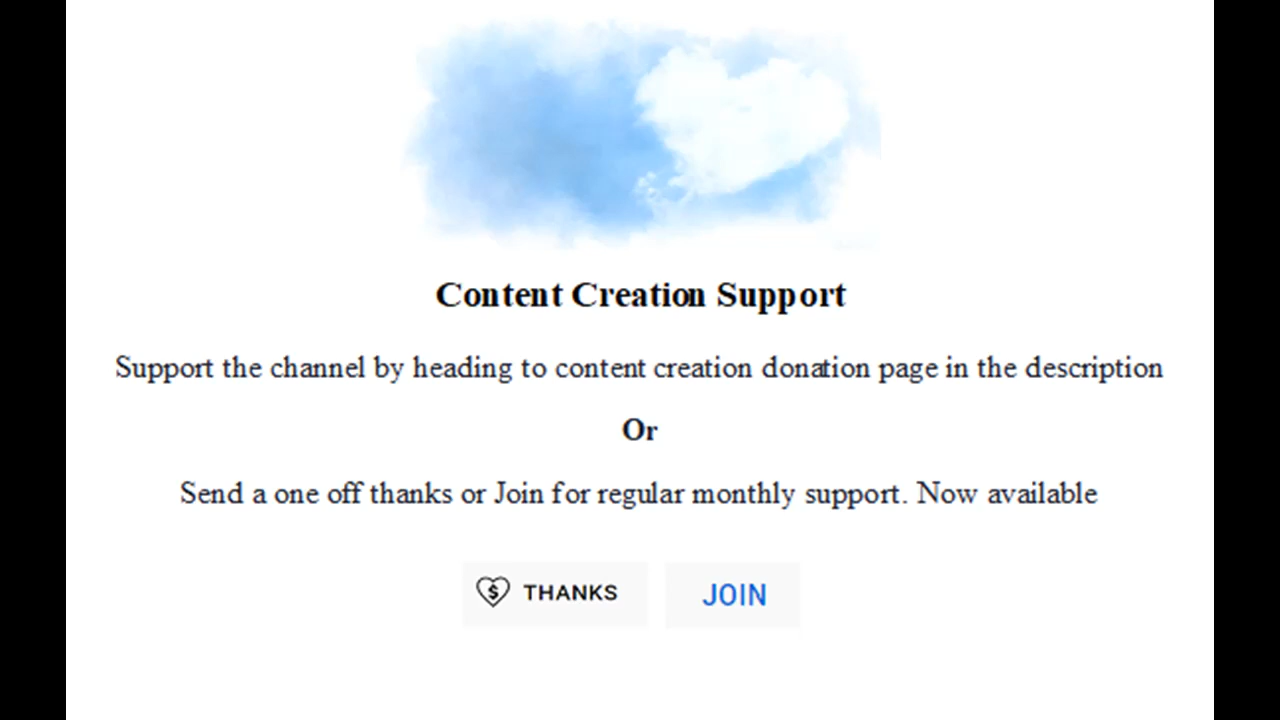 Content Creation Support
Support the channel by heading to content creation donation page in the description
Or
Send a one off thanks or Join for regular monthly support. Now available
$ THANKS
JOIN